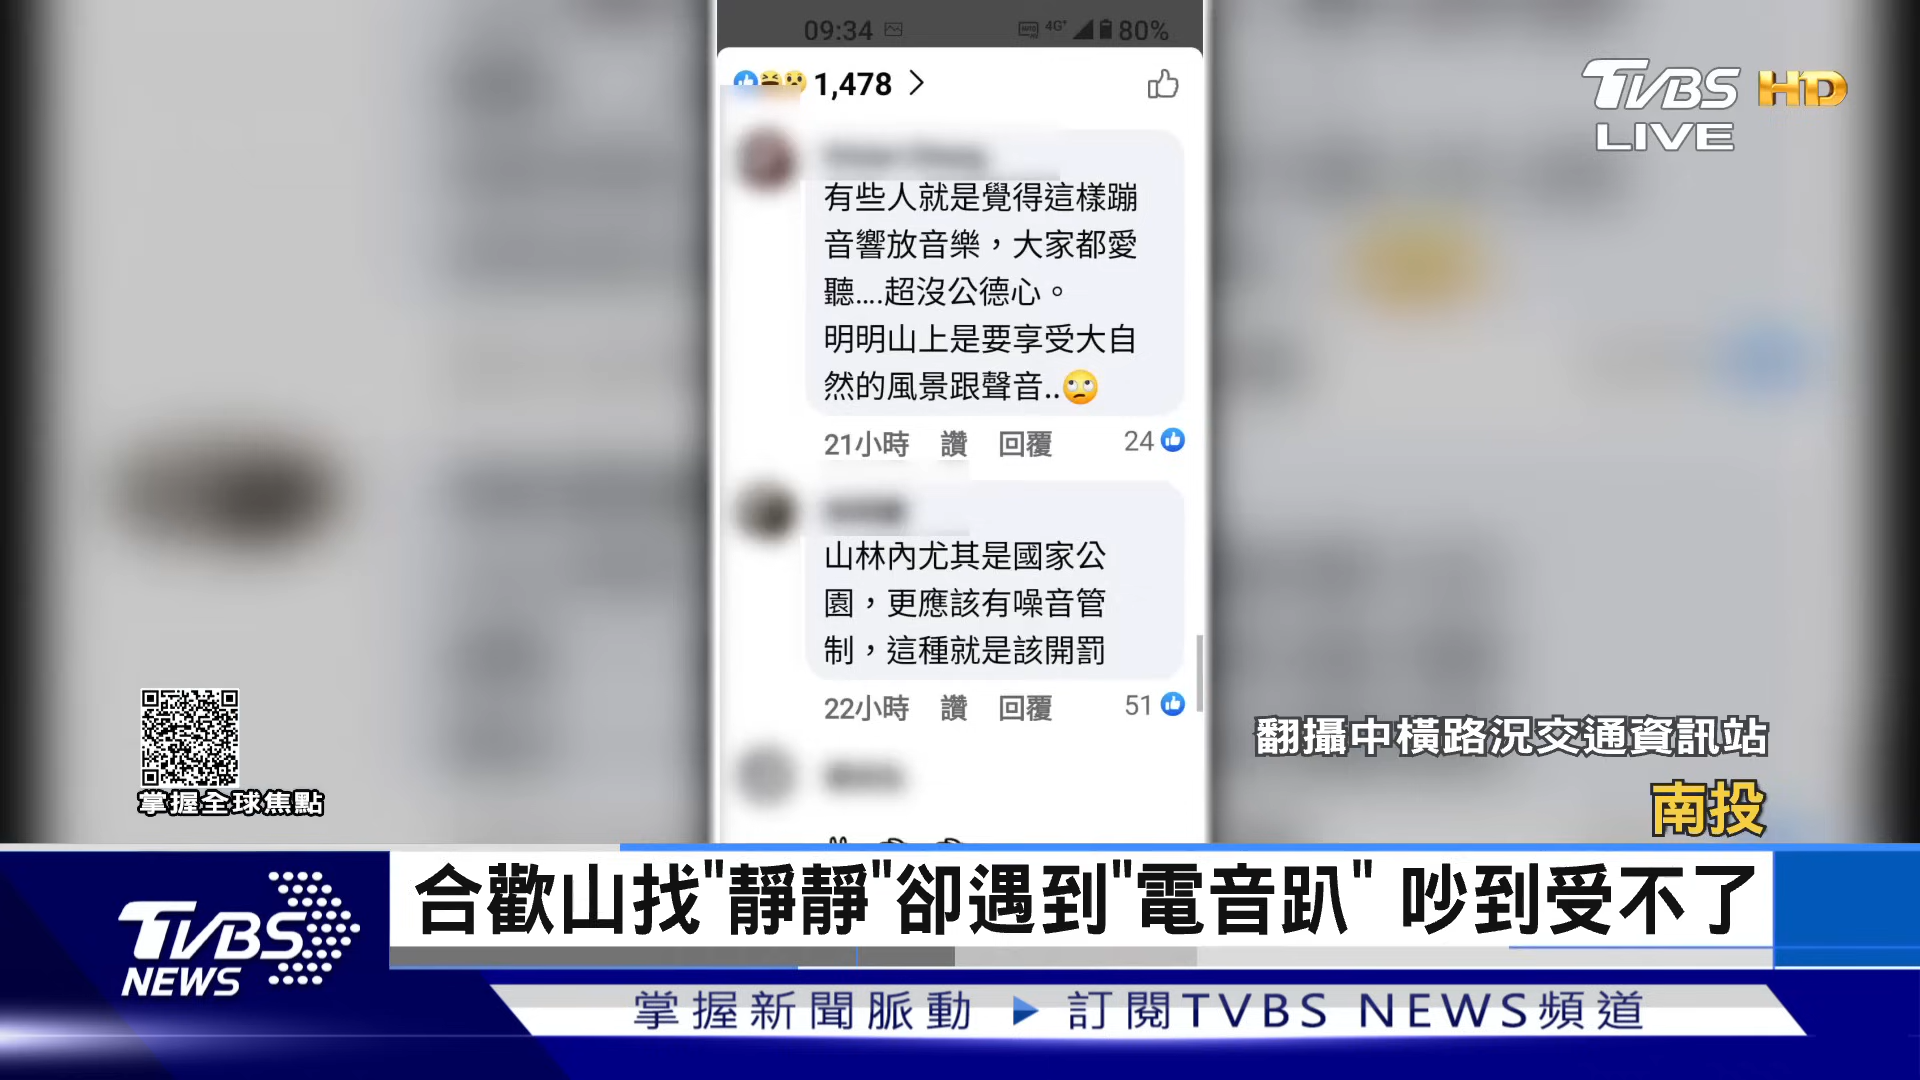 09:34
4G+
80%
1,478
TVBS HD
LIVE
有些人就是覺得這樣蹦
音響放音樂，大家都愛
聽....超沒公德心。
明明山上是要享受大自
然的風景跟聲音..🙄
21小時 讚 回覆 24
山林內尤其是國家公
園，更應該有噪音管
制，這種就是該開罰
22小時 讚 回覆 51
翻攝中橫路況交通資訊站
南投
掌握全球焦點
合歡山找"靜靜"卻遇到"電音趴" 吵到受不了
TVBS
NEWS
掌握新聞脈動 ▶ 訂閱TVBS NEWS頻道